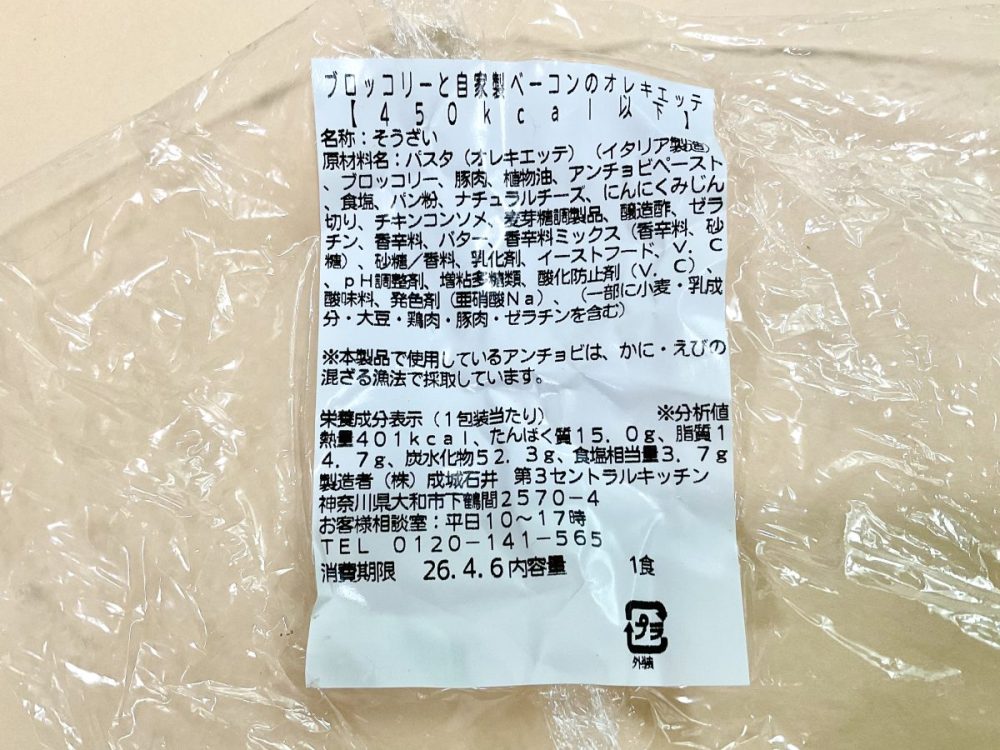 ブロッコリーと自家製ベーコンのオレキエッテ
【450kcal以下】
名称：そうざい
原材料名：パスタ（オレキエッテ）（イタリア製造）
、ブロッコリー、豚肉、植物油、アンチョビペースト
、食塩、パン粉、ナチュラルチーズ、にんにくみじん
切り、チキンコンソメ、麦芽糖調製品、醸造酢、ゼラ
チン、香辛料、バター、香辛料ミックス（香辛料、砂
糖）、砂糖／香料、乳化剤、イーストフード、V．C
、pH調整剤、増粘多糖類、酸化防止剤（V．C）、
酸味料、発色剤（亜硝酸Na）、（一部に小麦・乳成
分・大豆・鶏肉・豚肉・ゼラチンを含む）
※本製品で使用しているアンチョビは、かに・えびの
混ざる漁法で採取しています。
栄養成分表示（1包装当たり）　※分析値
熱量401kcal、たんぱく質15．0g、脂質1
4．7g、炭水化物52．3g、食塩相当量3．7g
製造者（株）成城石井　第3セントラルキッチン
神奈川県大和市下鶴間2570－4
お客様相談室：平日10～17時
TEL　0120－141－565
消費期限　26.4.6内容量　1食
プラ
外装